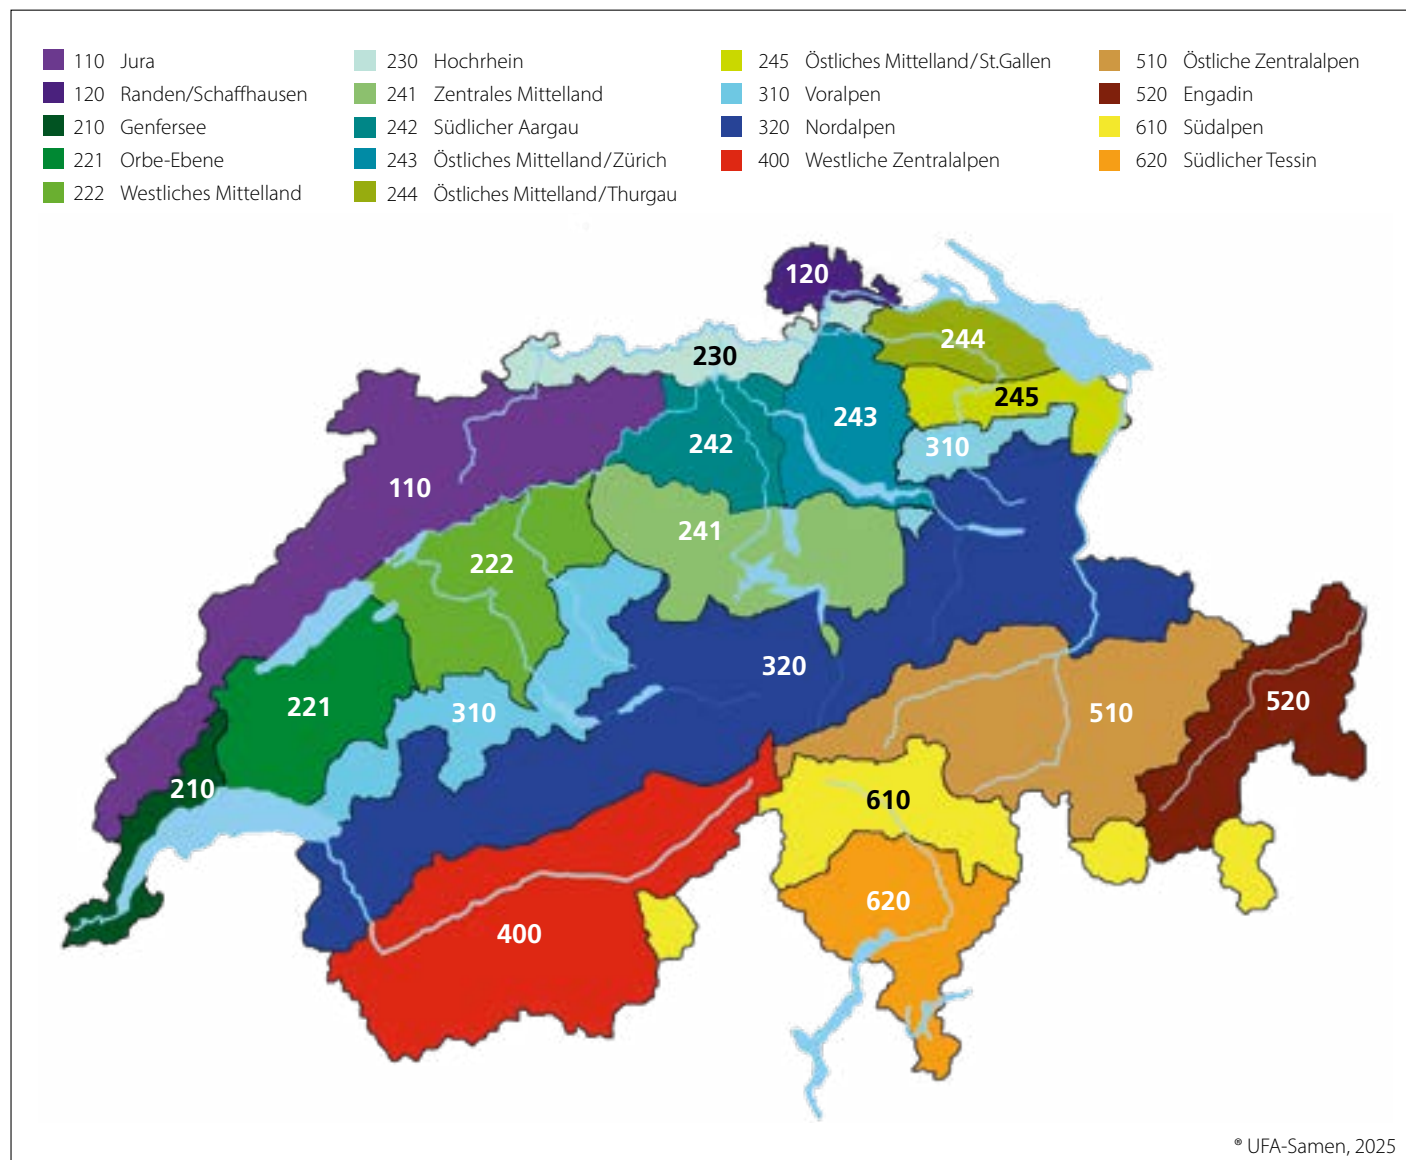 110 Jura
120 Randen/Schaffhausen
210 Genfersee
221 Orbe-Ebene
222 Westliches Mittelland
230 Hochrhein
241 Zentrales Mittelland
242 Südlicher Aargau
243 Östliches Mittelland/Zürich
244 Östliches Mittelland/Thurgau
245 Östliches Mittelland/St.Gallen
310 Voralpen
320 Nordalpen
400 Westliche Zentralalpen
510 Östliche Zentralalpen
520 Engadin
610 Südalpen
620 Südlicher Tessin
120
244
230
245
243
242
310
110
241
222
320
221
310
510
520
210
610
620
400
® UFA-Samen, 2025